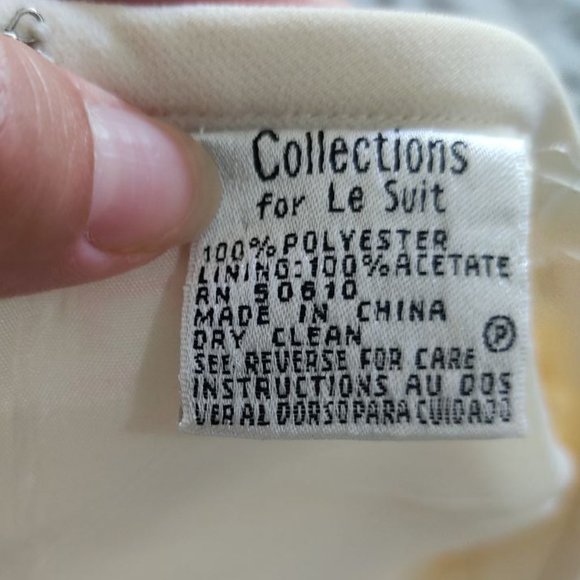 Collections
for Le Suit
100% POLYESTER
LINING:100% ACETATE
RN 50610
MADE IN CHINA
DRY CLEAN Ⓟ
SEE REVERSE FOR CARE
INSTRUCTIONS AU DOS
VER AL DORSO PARA CUIDADO